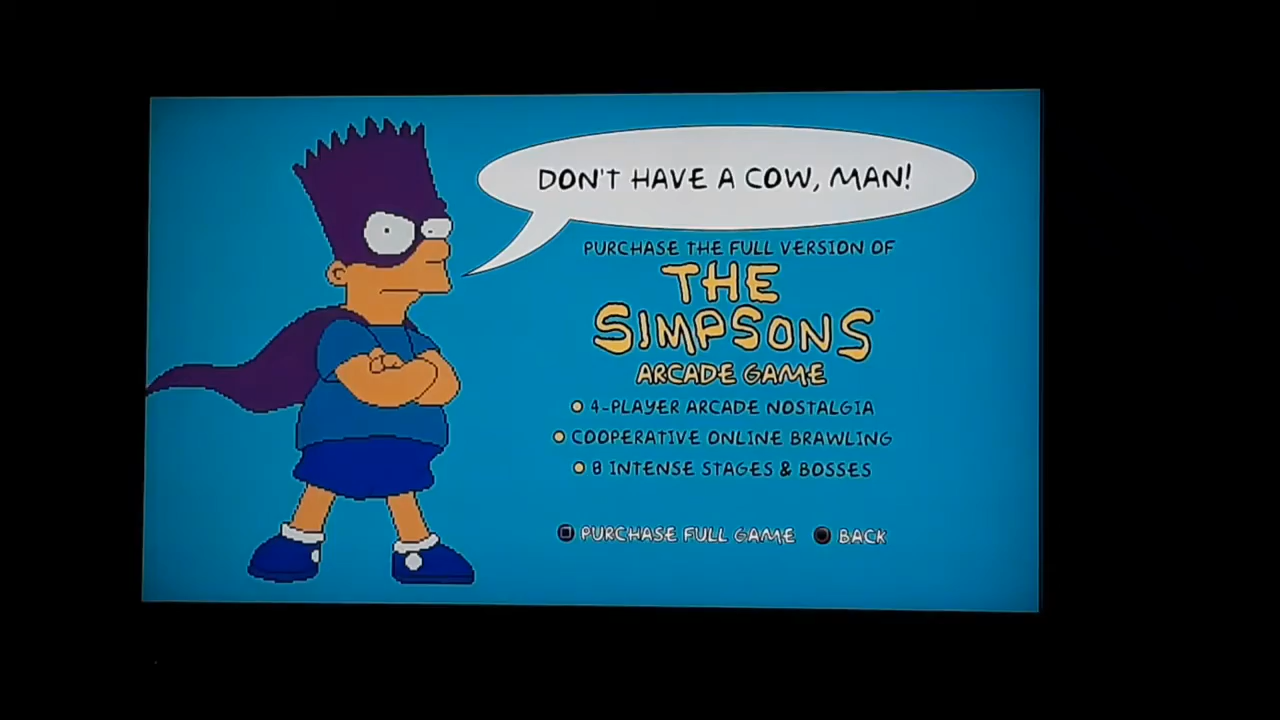 DON'T HAVE A COW, MAN!
PURCHASE THE FULL VERSION OF
THE
SIMPSONS
ARCADE GAME
4-PLAYER ARCADE NOSTALGIA
COOPERATIVE ONLINE BRAWLING
8 INTENSE STAGES & BOSSES
PURCHASE FULL GAME BACK